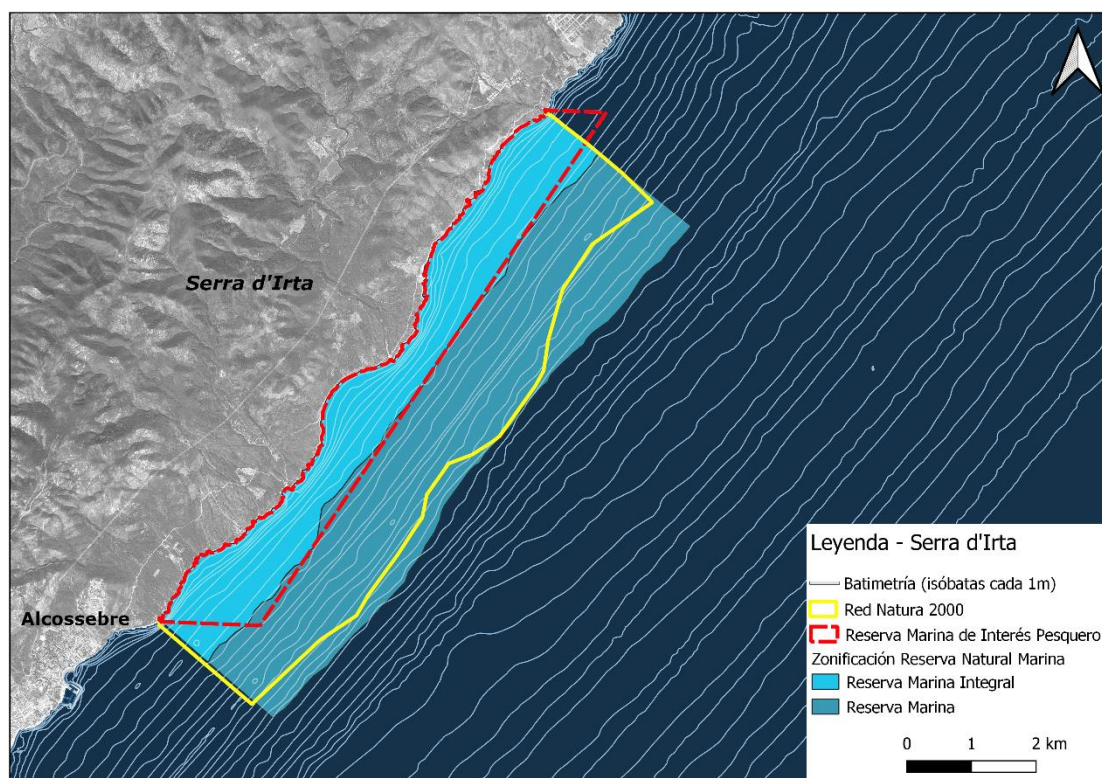 Serra d'Irta
Alcossebre
Leyenda - Serra d'Irta
Batimetría (isóbatas cada 1m)
Red Natura 2000
Reserva Marina de Interés Pesquero
Zonificación Reserva Natural Marina
Reserva Marina Integral
Reserva Marina
0 1 2 km